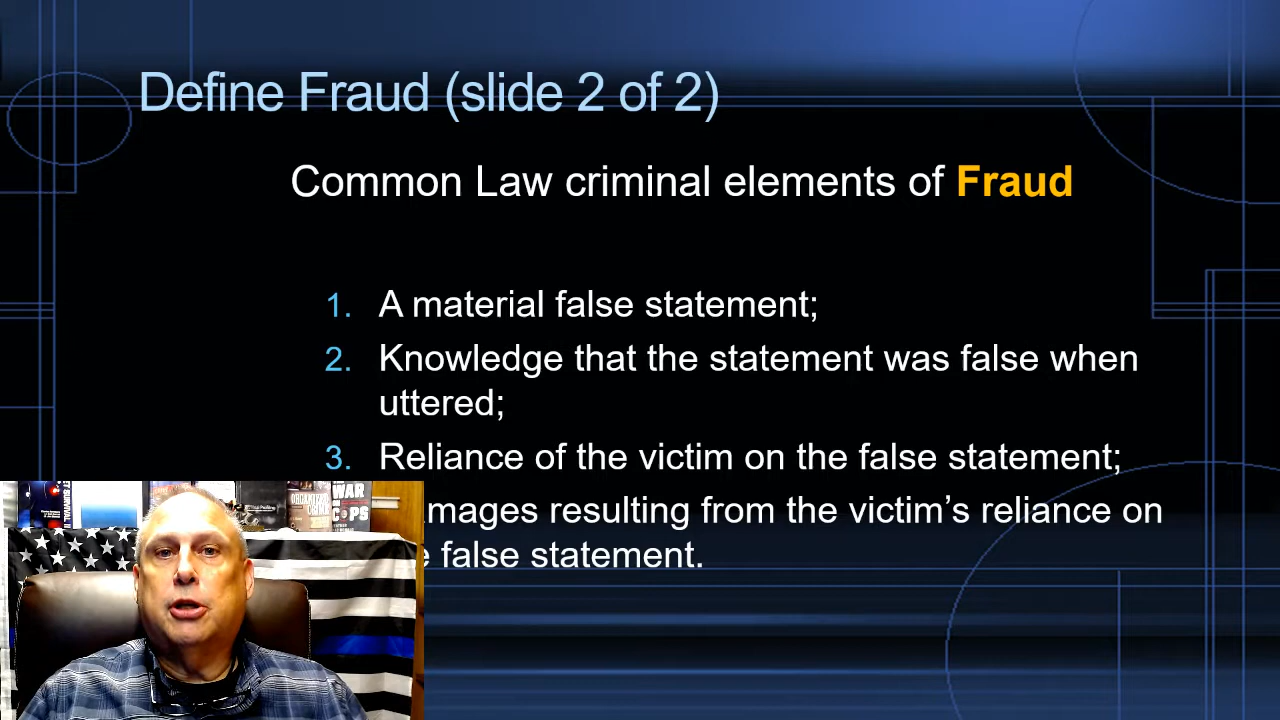 Define Fraud (slide 2 of 2)
Common Law criminal elements of Fraud
1. A material false statement;
2. Knowledge that the statement was false when
uttered;
3. Reliance of the victim on the false statement;
mages resulting from the victim’s reliance on
false statement.
WAR
COPS